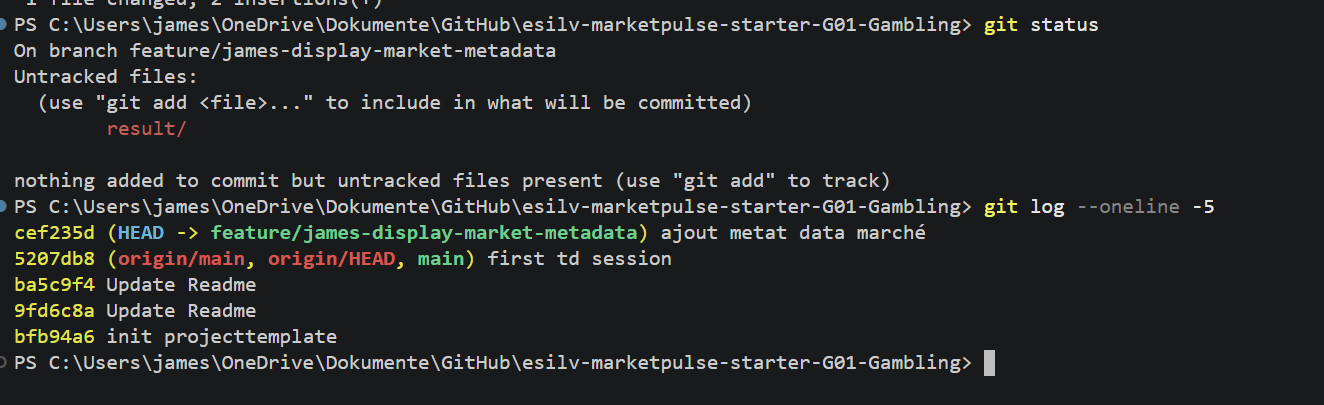 1 file changed, 2 insertions(+)
PS C:\Users\james\OneDrive\Dokumente\GitHub\esilv-marketpulse-starter-G01-Gambling> git status
On branch feature/james-display-market-metadata
Untracked files:
  (use "git add <file>..." to include in what will be committed)
        result/

nothing added to commit but untracked files present (use "git add" to track)
PS C:\Users\james\OneDrive\Dokumente\GitHub\esilv-marketpulse-starter-G01-Gambling> git log --oneline -5
cef235d (HEAD -> feature/james-display-market-metadata) ajout metat data marché
5207db8 (origin/main, origin/HEAD, main) first td session
ba5c9f4 Update Readme
9fd6c8a Update Readme
bfb94a6 init projecttemplate
PS C:\Users\james\OneDrive\Dokumente\GitHub\esilv-marketpulse-starter-G01-Gambling>